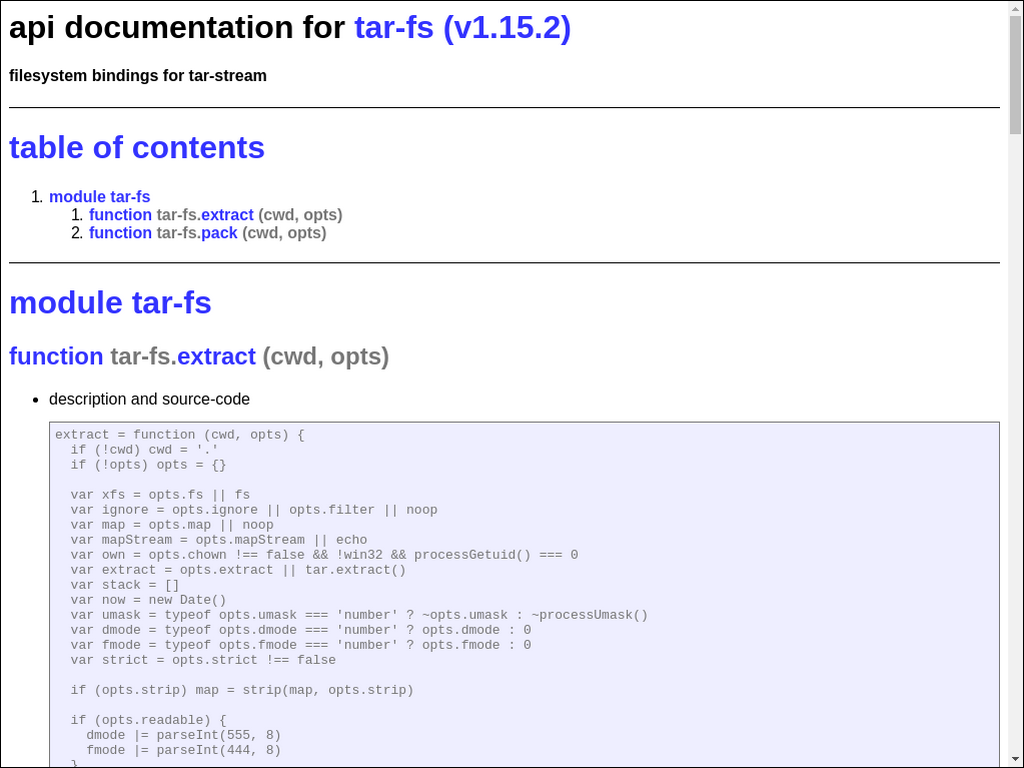 api documentation for tar-fs (v1.15.2)
filesystem bindings for tar-stream
table of contents
1. module tar-fs
1. function tar-fs.extract (cwd, opts)
2. function tar-fs.pack (cwd, opts)
module tar-fs
function tar-fs.extract (cwd, opts)
• description and source-code
extract = function (cwd, opts) {
  if (!cwd) cwd = '.'
  if (!opts) opts = {}

  var xfs = opts.fs || fs
  var ignore = opts.ignore || opts.filter || noop
  var map = opts.map || noop
  var mapStream = opts.mapStream || echo
  var own = opts.chown !== false && !win32 && processGetuid() === 0
  var extract = opts.extract || tar.extract()
  var stack = []
  var now = new Date()
  var umask = typeof opts.umask === 'number' ? ~opts.umask : ~processUmask()
  var dmode = typeof opts.dmode === 'number' ? opts.dmode : 0
  var fmode = typeof opts.fmode === 'number' ? opts.fmode : 0
  var strict = opts.strict !== false

  if (opts.strip) map = strip(map, opts.strip)

  if (opts.readable) {
    dmode |= parseInt(555, 8)
    fmode |= parseInt(444, 8)
  }